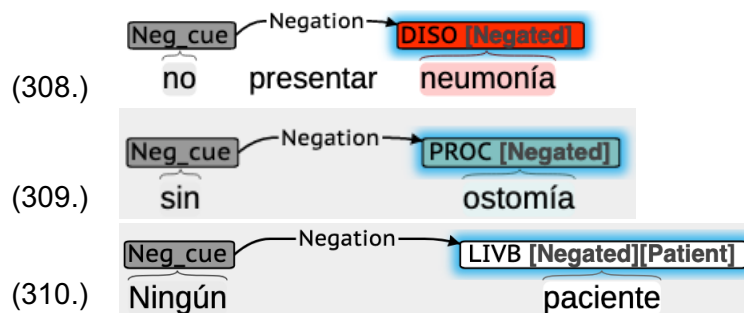 Neg_cue Negation DISO [Negated]
(308.) no presentar neumonía
Neg_cue Negation PROC [Negated]
(309.) sin ostomía
Neg_cue Negation LIVB [Negated][Patient]
(310.) Ningún paciente